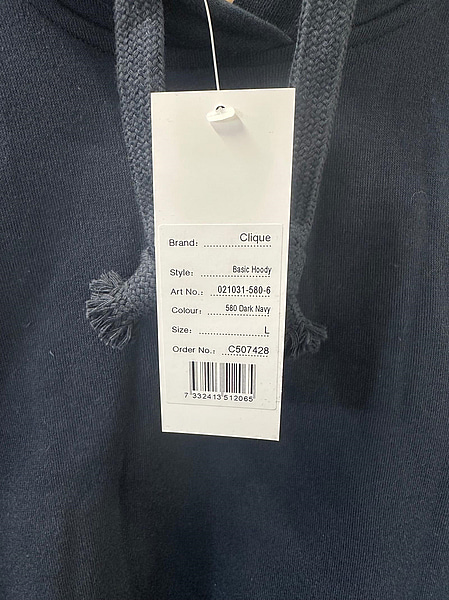 Brand: Clique
Style: Basic Hoody
Art No.: 021031-580-6
Colour: 580 Dark Navy
Size: L
Order No.: C507428
7 332413 512065